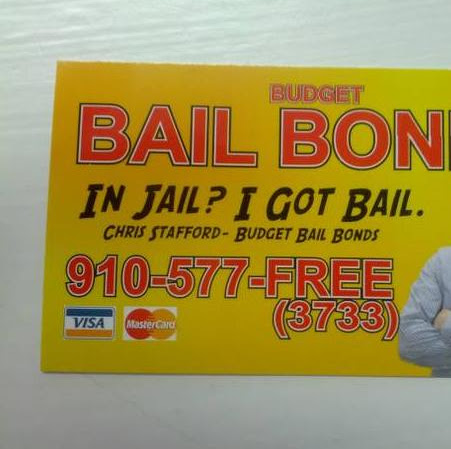 BUDGET
BAIL BON
IN JAIL? I GOT BAIL.
CHRIS STAFFORD- BUDGET BAIL BONDS
910-577-FREE
(3733)
VISA MasterCard